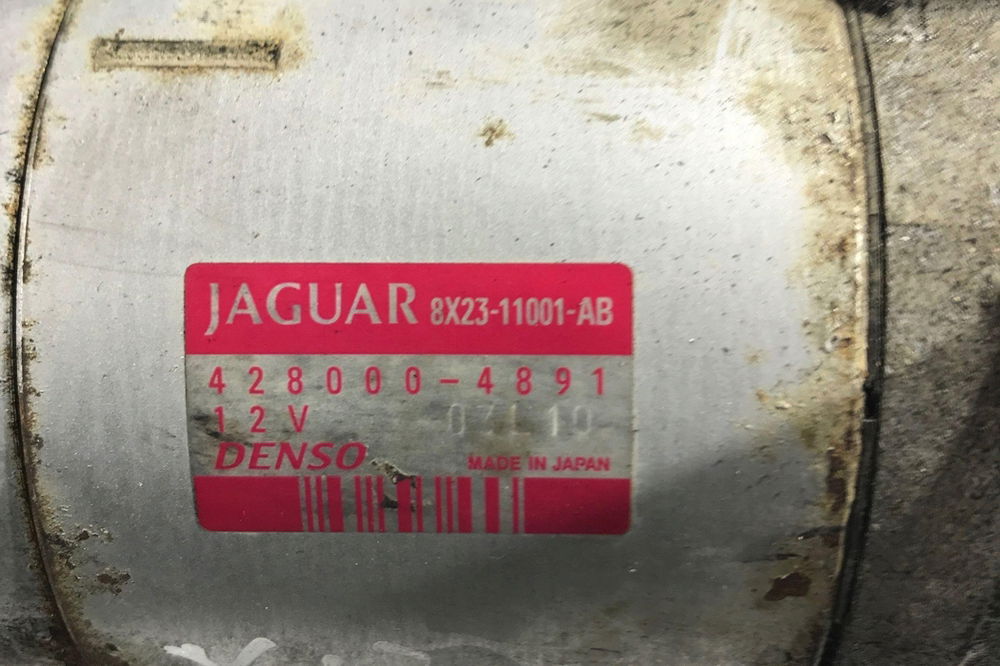 JAGUAR 8X23-11001-AB
428000-4891
12V
DENSO MADE IN JAPAN